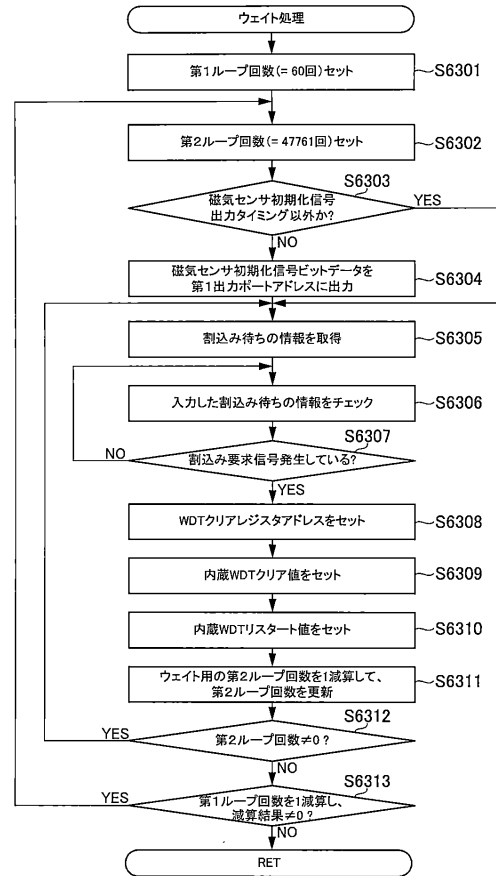 ウェイト処理
第1ループ回数(= 60回)セット
S6301
第2ループ回数(= 47761回)セット
S6302
S6303
磁気センサ初期化信号
出力タイミング以外か?
YES
NO
磁気センサ初期化信号ビットデータを
第1出力ポートアドレスに出力
S6304
割込み待ちの情報を取得
S6305
入力した割込み待ちの情報をチェック
S6306
S6307
NO
割込み要求信号発生している?
YES
WDTクリアレジスタアドレスをセット
S6308
内蔵WDTクリア値をセット
S6309
内蔵WDTリスタート値をセット
S6310
ウェイト用の第2ループ回数を1減算して、
第2ループ回数を更新
S6311
S6312
YES
第2ループ回数≠0?
NO
S6313
YES
第1ループ回数を1減算し、
減算結果≠0?
NO
RET